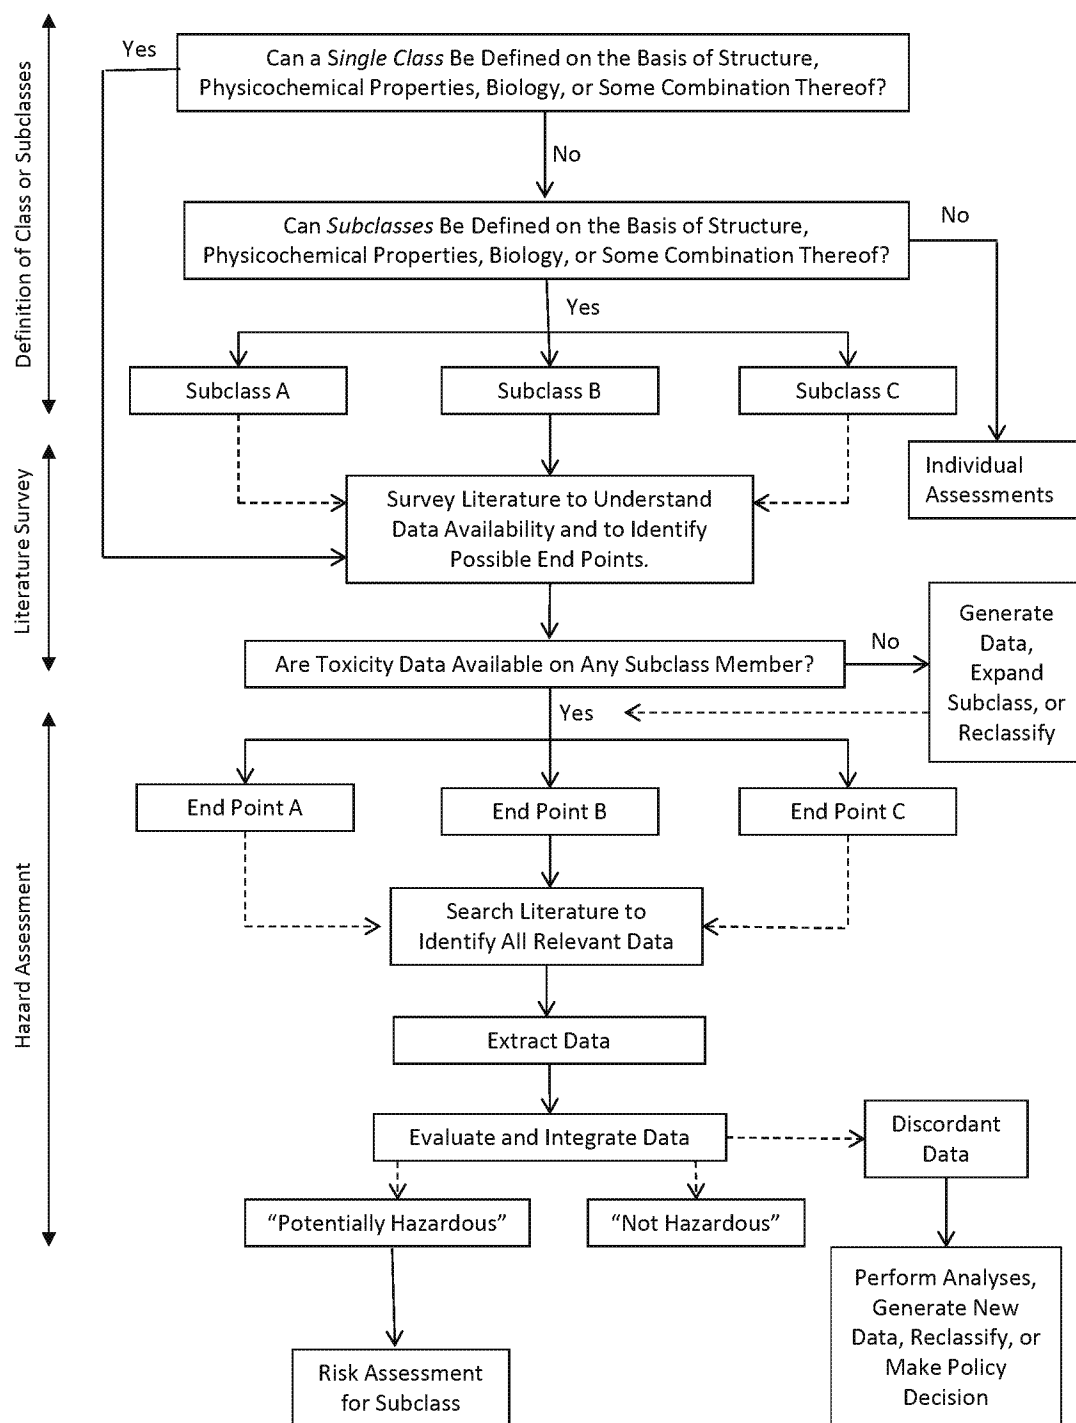 Definition of Class or Subclasses
Yes
Can a Single Class Be Defined on the Basis of Structure,
Physicochemical Properties, Biology, or Some Combination Thereof?
No
Can Subclasses Be Defined on the Basis of Structure,
Physicochemical Properties, Biology, or Some Combination Thereof?
No
Yes
Subclass A
Subclass B
Subclass C
Individual
Assessments
Literature Survey
Survey Literature to Understand
Data Availability and to Identify
Possible End Points.
Are Toxicity Data Available on Any Subclass Member?
No
Generate
Data,
Expand
Subclass, or
Reclassify
Yes
Hazard Assessment
End Point A
End Point B
End Point C
Search Literature to
Identify All Relevant Data
Extract Data
Evaluate and Integrate Data
Discordant
Data
“Potentially Hazardous”
“Not Hazardous”
Perform Analyses,
Generate New
Data, Reclassify, or
Make Policy
Decision
Risk Assessment
for Subclass